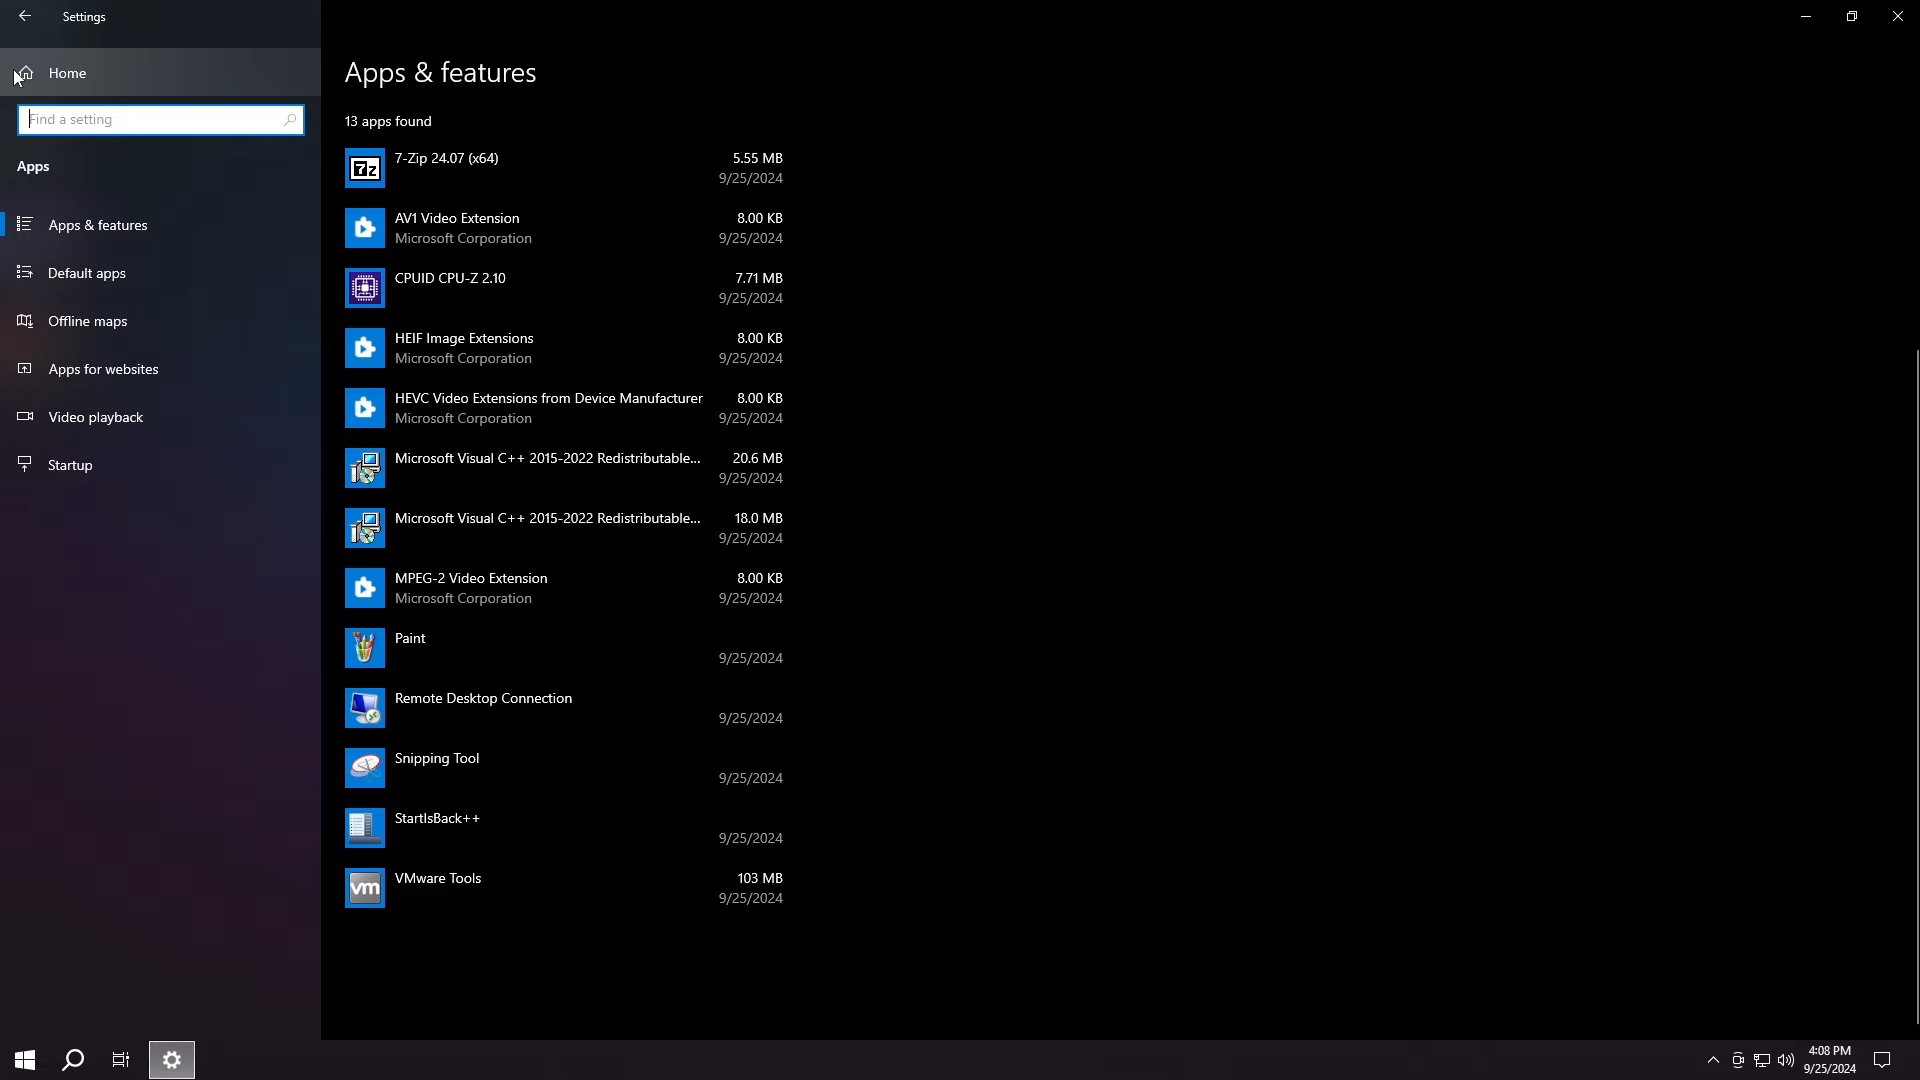 Settings
Home
Find a setting
Apps
Apps & features
Default apps
Offline maps
Apps for websites
Video playback
Startup
Apps & features
13 apps found
7-Zip 24.07 (x64) 5.55 MB
9/25/2024
AV1 Video Extension 8.00 KB
Microsoft Corporation 9/25/2024
CPUID CPU-Z 2.10 7.71 MB
9/25/2024
HEIF Image Extensions 8.00 KB
Microsoft Corporation 9/25/2024
HEVC Video Extensions from Device Manufacturer 8.00 KB
Microsoft Corporation 9/25/2024
Microsoft Visual C++ 2015-2022 Redistributable... 20.6 MB
9/25/2024
Microsoft Visual C++ 2015-2022 Redistributable... 18.0 MB
9/25/2024
MPEG-2 Video Extension 8.00 KB
Microsoft Corporation 9/25/2024
Paint
9/25/2024
Remote Desktop Connection
9/25/2024
Snipping Tool
9/25/2024
StartIsBack++
9/25/2024
VMware Tools 103 MB
9/25/2024
7z
vm
4:08 PM
9/25/2024